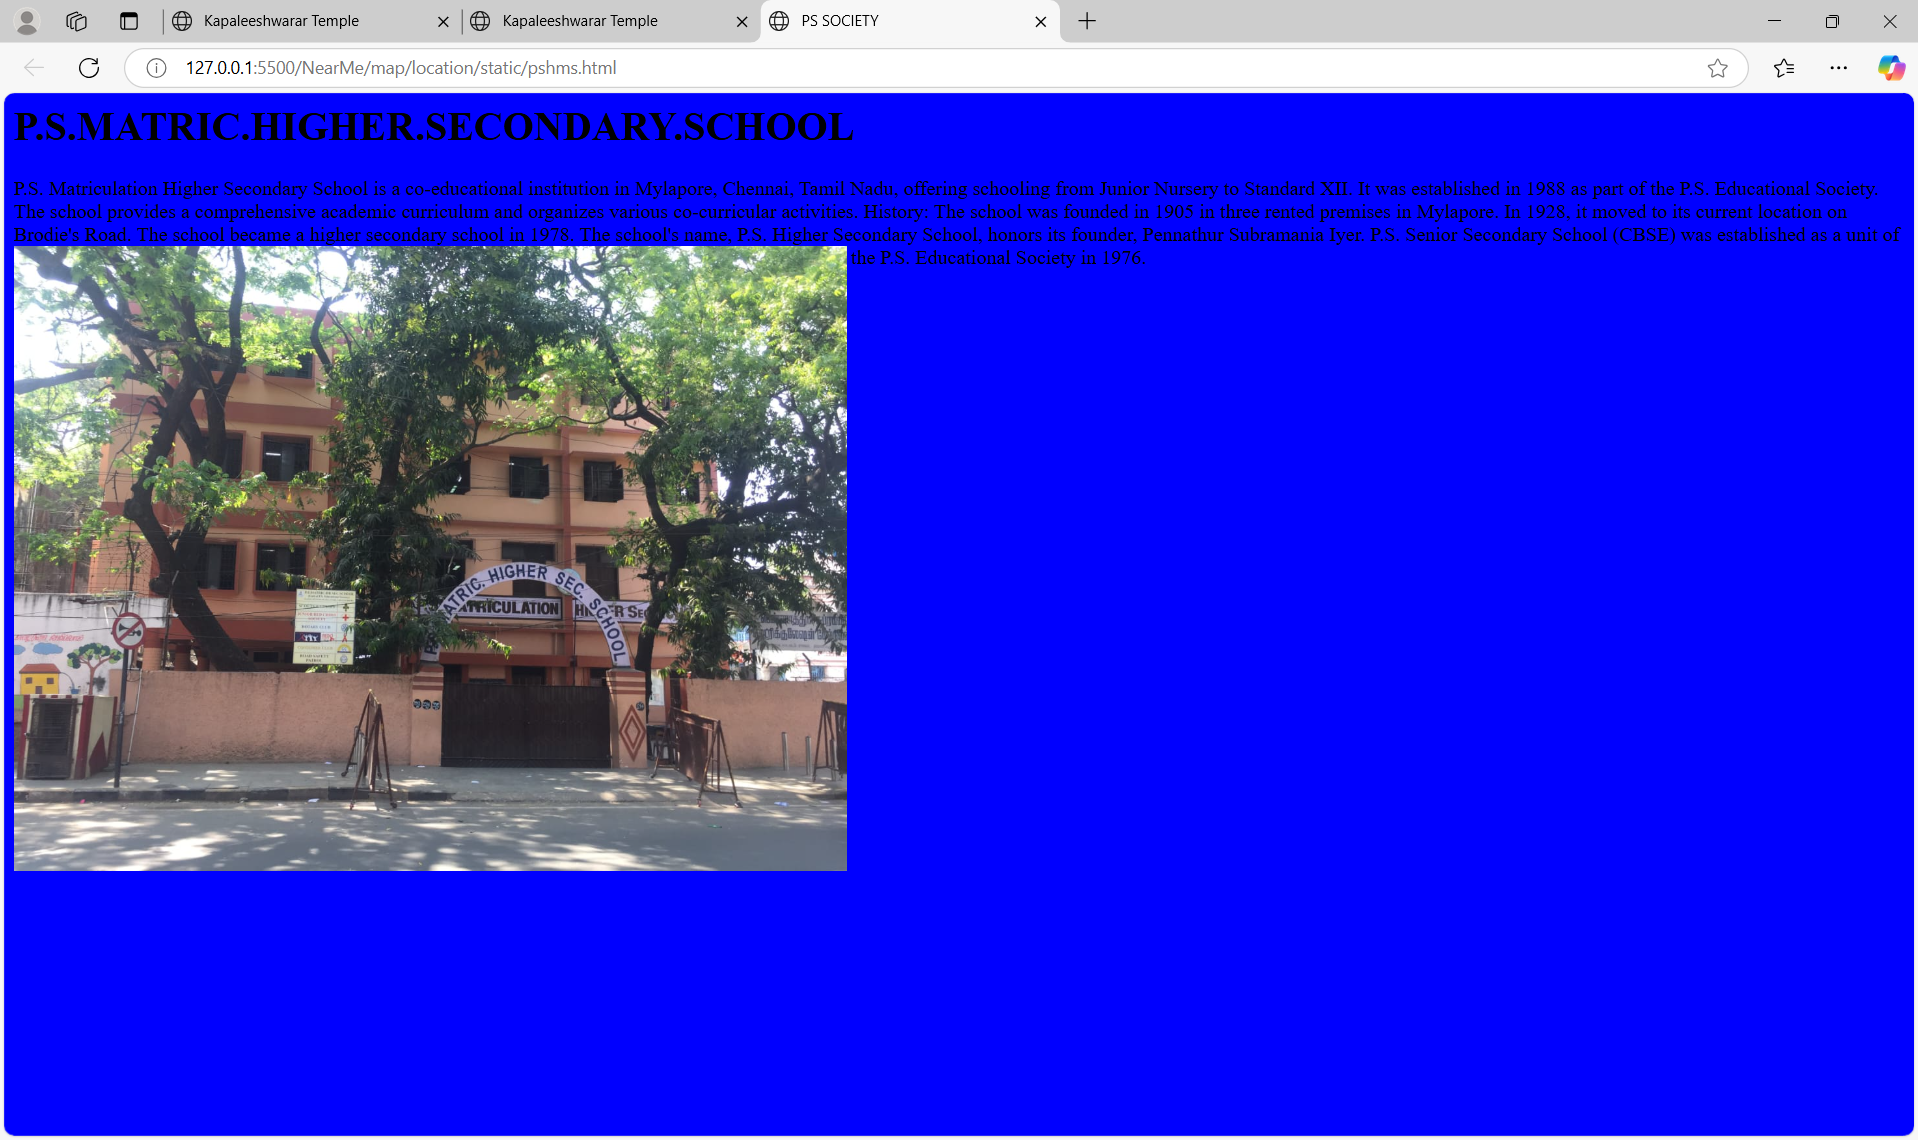 Kapaleeshwarar Temple
Kapaleeshwarar Temple
PS SOCIETY
127.0.0.1:5500/NearMe/map/location/static/pshms.html
P.S.MATRIC.HIGHER.SECONDARY.SCHOOL
P.S. Matriculation Higher Secondary School is a co-educational institution in Mylapore, Chennai, Tamil Nadu, offering schooling from Junior Nursery to Standard XII. It was established in 1988 as part of the P.S. Educational Society.
The school provides a comprehensive academic curriculum and organizes various co-curricular activities. History: The school was founded in 1905 in three rented premises in Mylapore. In 1928, it moved to its current location on
Brodie's Road. The school became a higher secondary school in 1978. The school's name, P.S. Higher Secondary School, honors its founder, Pennathur Subramania Iyer. P.S. Senior Secondary School (CBSE) was established as a unit of
the P.S. Educational Society in 1976.
HIGHER SEC. SCHOOL